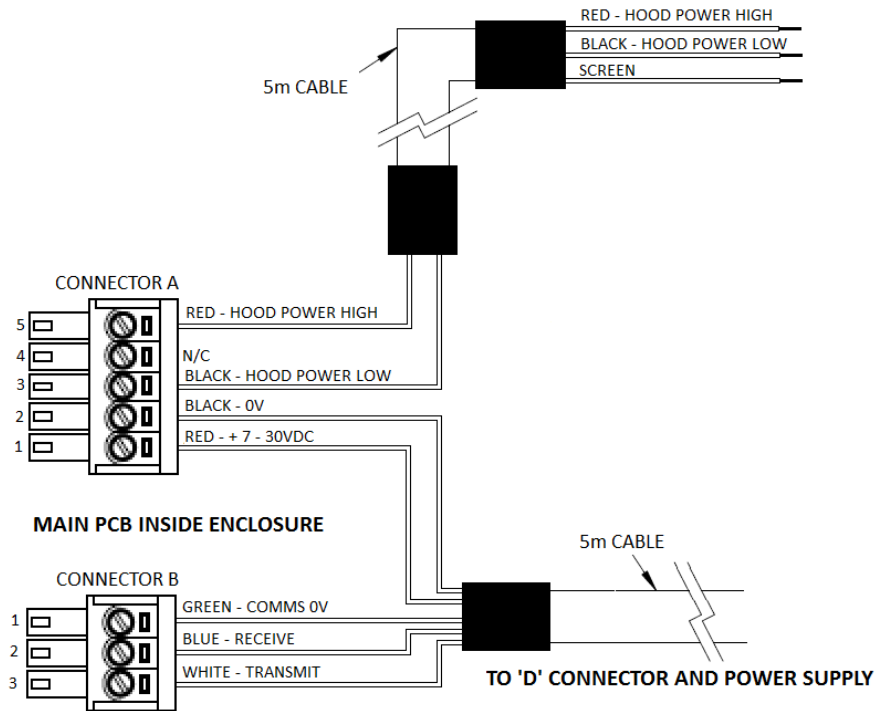 RED - HOOD POWER HIGH
BLACK - HOOD POWER LOW
SCREEN
5m CABLE
CONNECTOR A
5
RED - HOOD POWER HIGH
4
N/C
3
BLACK - HOOD POWER LOW
2
BLACK - 0V
1
RED - + 7 - 30VDC
MAIN PCB INSIDE ENCLOSURE
5m CABLE
CONNECTOR B
1
GREEN - COMMS 0V
2
BLUE - RECEIVE
3
WHITE - TRANSMIT
TO 'D' CONNECTOR AND POWER SUPPLY